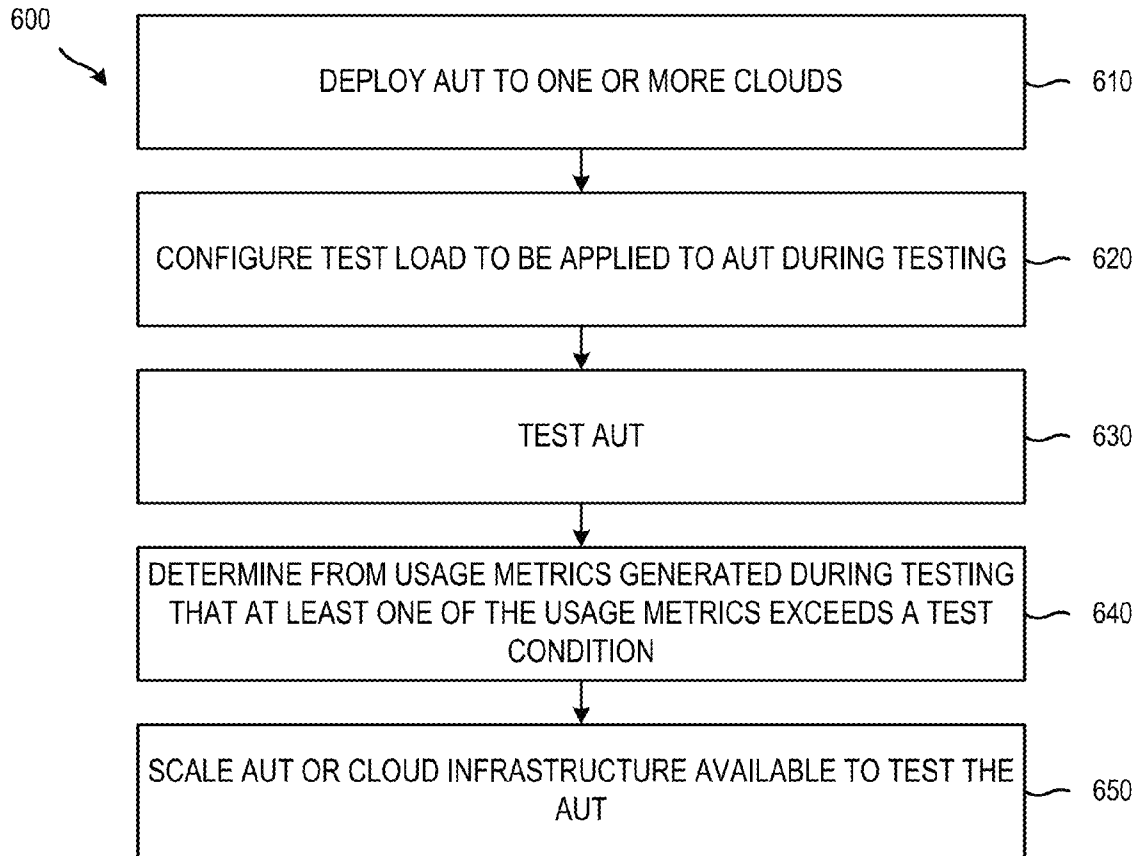 600
DEPLOY AUT TO ONE OR MORE CLOUDS
610
CONFIGURE TEST LOAD TO BE APPLIED TO AUT DURING TESTING
620
TEST AUT
630
DETERMINE FROM USAGE METRICS GENERATED DURING TESTING
THAT AT LEAST ONE OF THE USAGE METRICS EXCEEDS A TEST
CONDITION
640
SCALE AUT OR CLOUD INFRASTRUCTURE AVAILABLE TO TEST THE
AUT
650